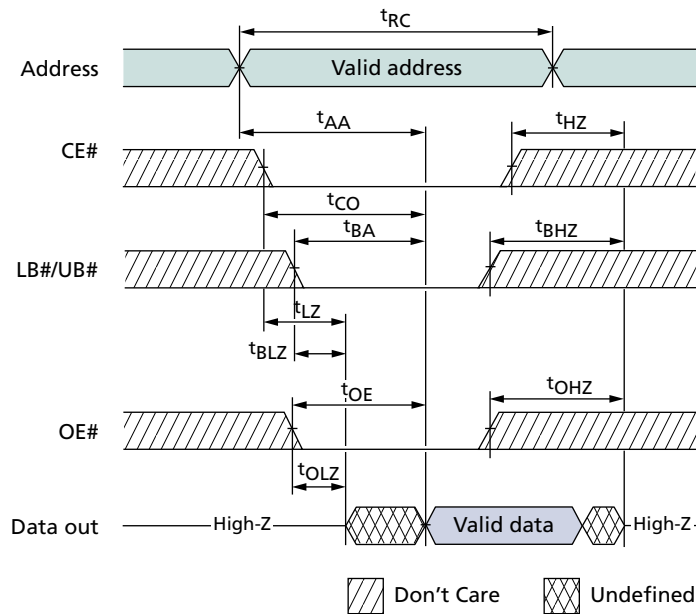 tRC
Address
Valid address
tAA
tHZ
CE#
tCO
tBA
tBHZ
LB#/UB#
tLZ
tBLZ
tOE
tOHZ
OE#
tOLZ
Data out
High-Z
Valid data
High-Z
Don't Care
Undefined